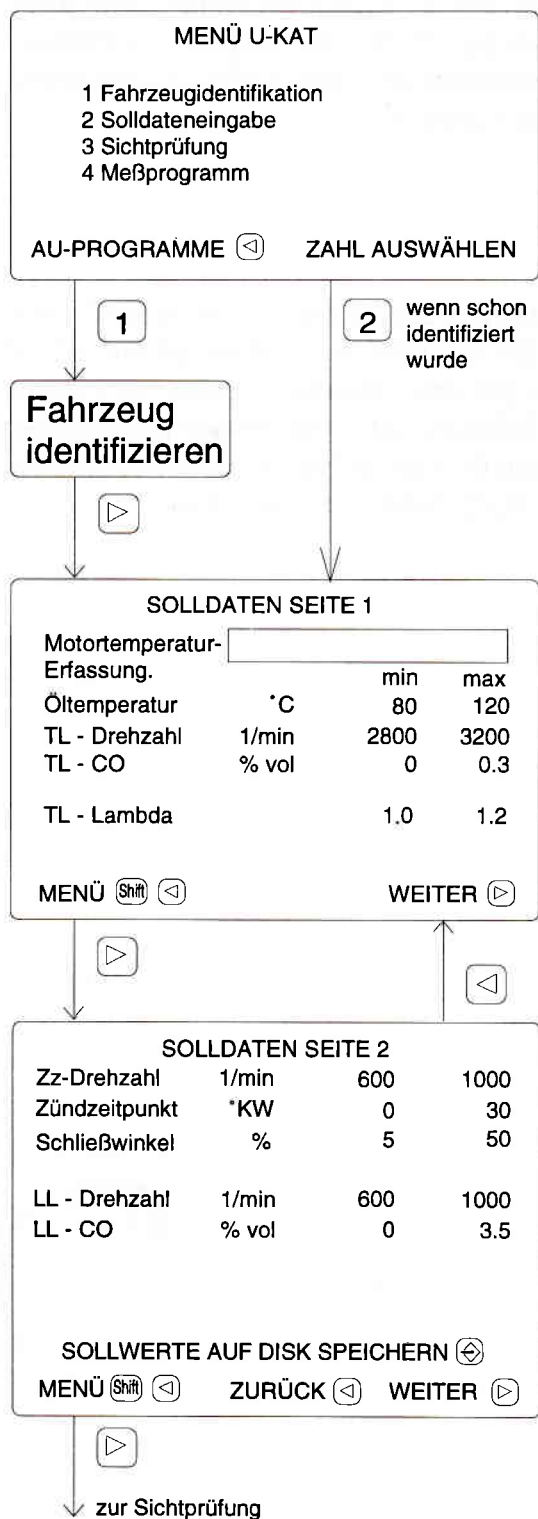 MENÜ U-KAT
1 Fahrzeugidentifikation
2 Solldateneingabe
3 Sichtprüfung
4 Meßprogramm
AU-PROGRAMME ZAHL AUSWÄHLEN
1
2 wenn schon
identifiziert
wurde
Fahrzeug
identifizieren
SOLLDATEN SEITE 1
Motortemperatur-
Erfassung. min max
Öltemperatur °C 80 120
TL - Drehzahl 1/min 2800 3200
TL - CO % vol 0 0.3
TL - Lambda 1.0 1.2
MENÜ Shift WEITER
SOLLDATEN SEITE 2
Zz-Drehzahl 1/min 600 1000
Zündzeitpunkt °KW 0 30
Schließwinkel % 5 50
LL - Drehzahl 1/min 600 1000
LL - CO % vol 0 3.5
SOLLWERTE AUF DISK SPEICHERN
MENÜ Shift ZURÜCK WEITER
zur Sichtprüfung